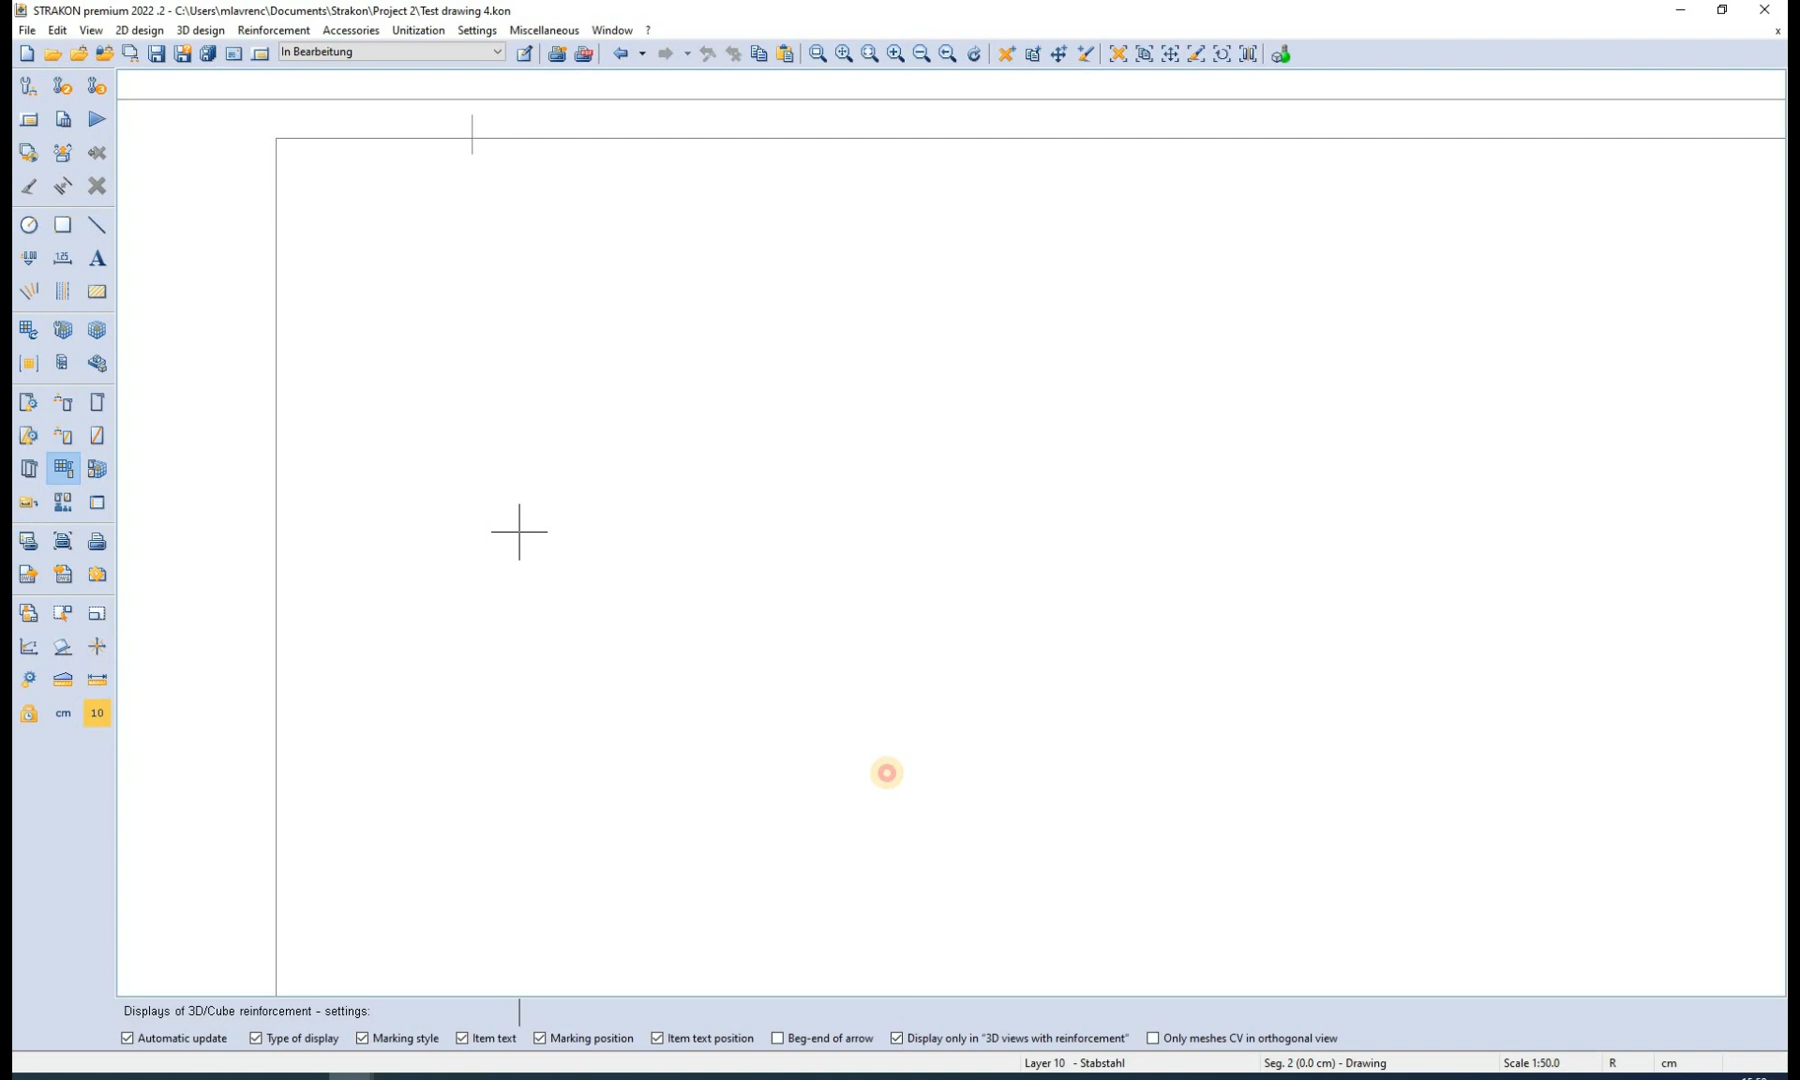 STRAKON premium 2022 .2 - C:\Users\mlavrenc\Documents\Strakon\Project 2\Test drawing 4.kon
File Edit View 2D design 3D design Reinforcement Accessories Unitization Settings Miscellaneous Window ?
In Bearbeitung
1.25
A
cm 10
Displays of 3D/Cube reinforcement - settings:
Automatic update Type of display Marking style Item text Marking position Item text position Beg-end of arrow Display only in "3D views with reinforcement" Only meshes CV in orthogonal view
Layer 10 - Stabstahl Seg. 2 (0.0 cm) - Drawing Scale 1:50.0 R cm